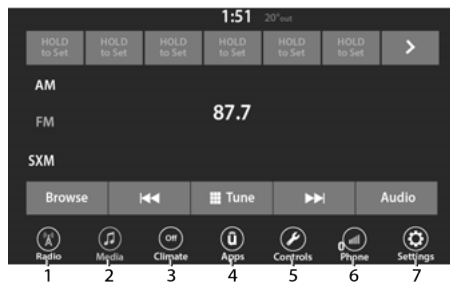 1:51 20°out
HOLD to Set HOLD to Set HOLD to Set HOLD to Set HOLD to Set HOLD to Set
AM
87.7
FM
SXM
Browse Tune Audio
Off ū 0
Radio Media Climate Apps Controls Phone Settings
1 2 3 4 5 6 7